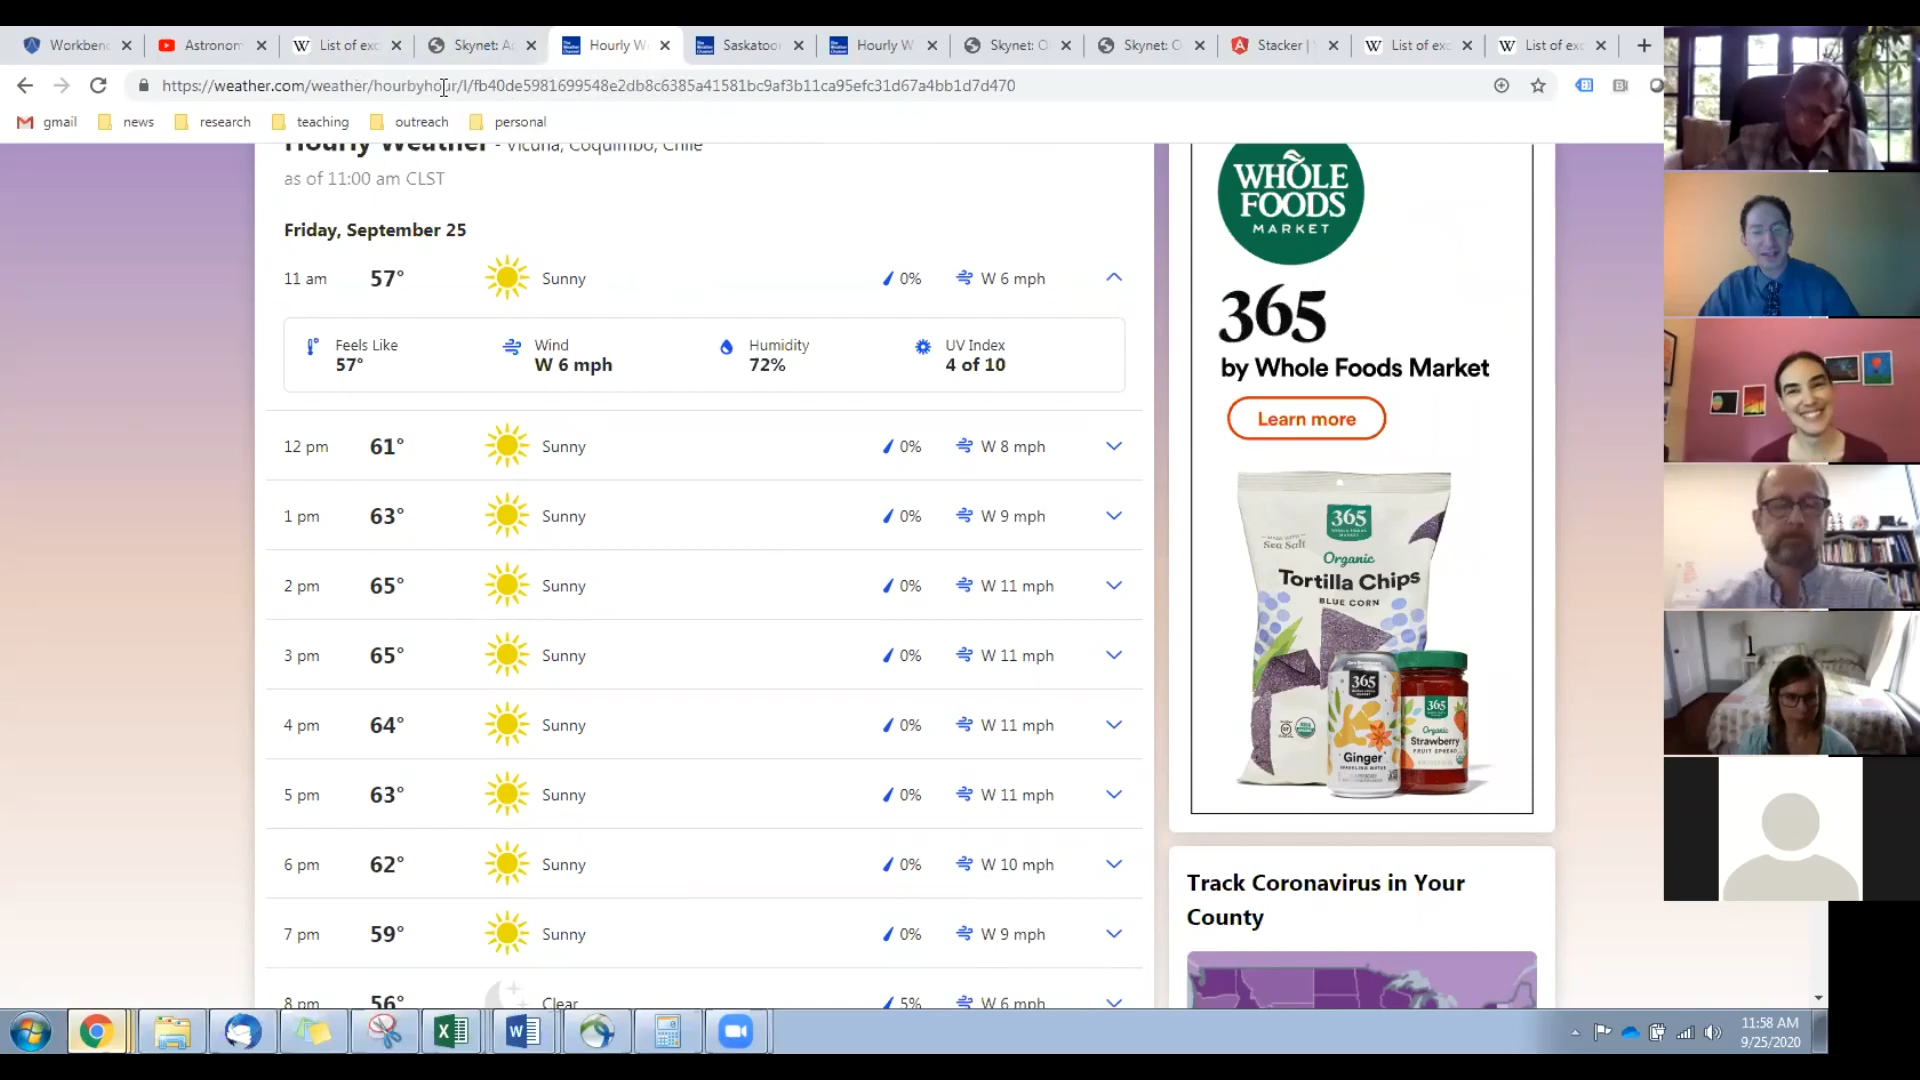 Workbenc
Astronom
List of exc
Skynet: Ac
Hourly W
Saskatoo
Hourly W
Skynet: O
Skynet: O
Stacker |
List of exc
List of exc
https://weather.com/weather/hourbyhour/l/fb40de5981699548e2db8c6385a41581bc9af3b11ca95efc31d67a4bb1d7d470
gmail
news
research
teaching
outreach
personal
Hourly Weather - Vicuña, Coquimbo, Chile
as of 11:00 am CLST
Friday, September 25
11 am 57° Sunny 0% W 6 mph
Feels Like
57°
Wind
W 6 mph
Humidity
72%
UV Index
4 of 10
12 pm 61° Sunny 0% W 8 mph
1 pm 63° Sunny 0% W 9 mph
2 pm 65° Sunny 0% W 11 mph
3 pm 65° Sunny 0% W 11 mph
4 pm 64° Sunny 0% W 11 mph
5 pm 63° Sunny 0% W 11 mph
6 pm 62° Sunny 0% W 10 mph
7 pm 59° Sunny 0% W 9 mph
8 pm 56° Clear 5% W 6 mph
WHOLE
FOODS
MARKET
365
by Whole Foods Market
Learn more
365
Sea Salt
Organic
Tortilla Chips
BLUE CORN
365
Ginger
365
Organic
Strawberry
FRUIT SPREAD
Track Coronavirus in Your
County
11:58 AM
9/25/2020